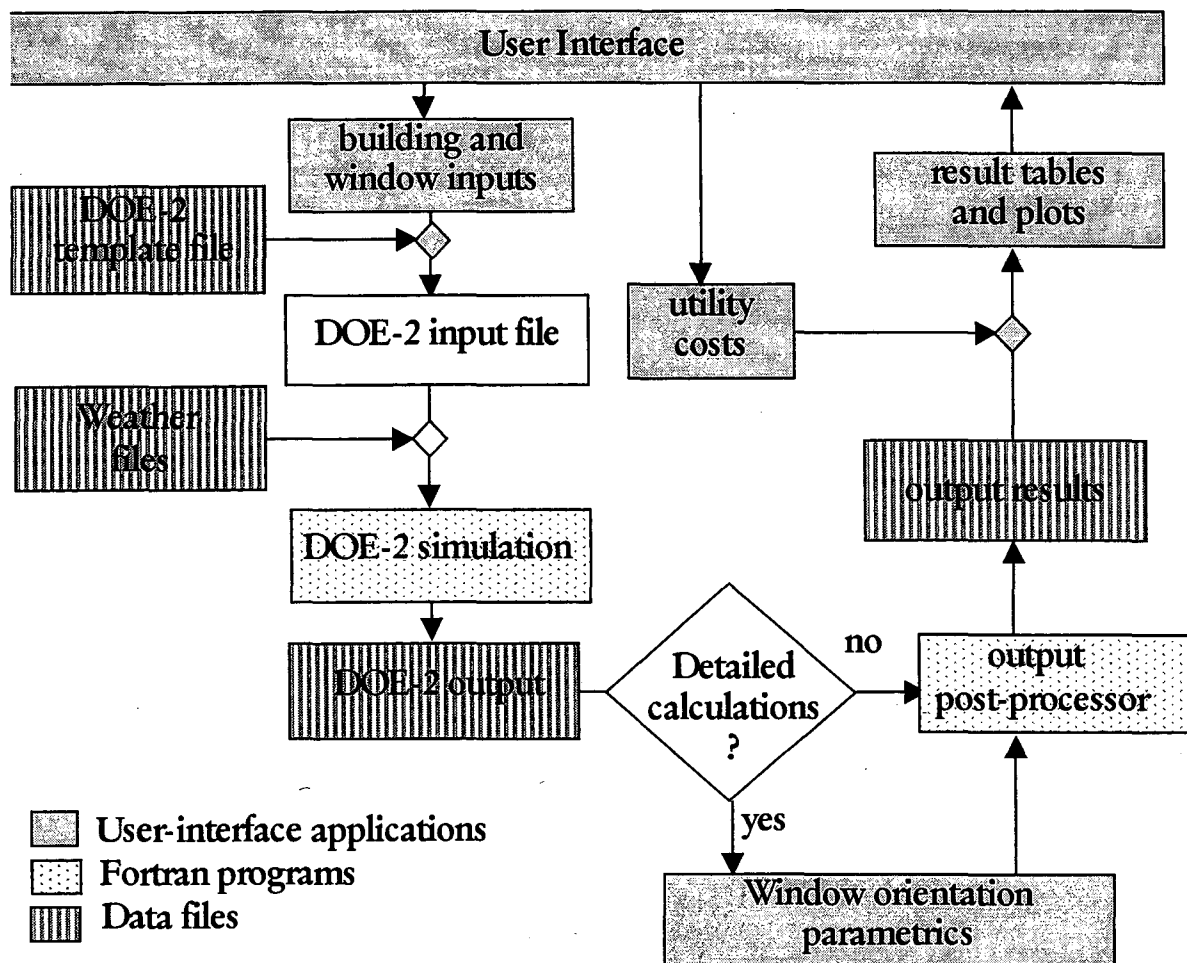 User Interface
building and
window inputs
DOE-2
template file
result tables
and plots
utility
costs
DOE-2 input file
Weather
files
output results
DOE-2 simulation
DOE-2 output
Detailed
calculations
?
no
output
post-processor
yes
Window orientation
parametrics
User-interface applications
Fortran programs
Data files